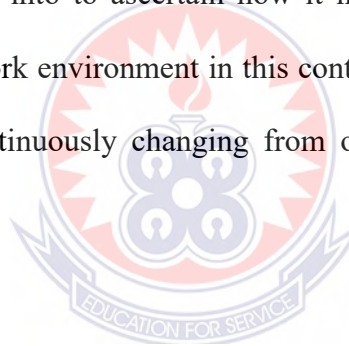 into to ascertain how it
rk environment in this cont
tinuously changing from
EDUCATION FOR SERVICE